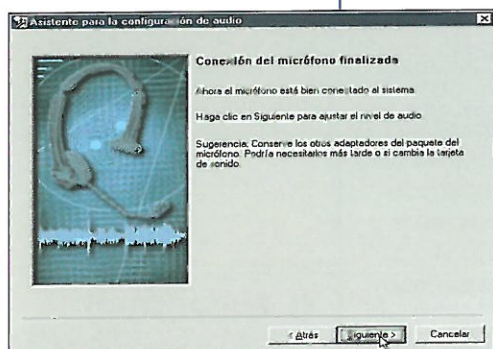 Asistente para la configuración de audio
Conexión del micrófono finalizada
Ahora el micrófono está bien conectado al sistema.
Haga clic en Siguiente para ajustar el nivel de audio.
Sugerencia: Conserve los otros adaptadores del paquete del
micrófono. Podría necesitarlos más tarde o si cambia la tarjeta
de sonido.
< Atrás
Siguiente >
Cancelar